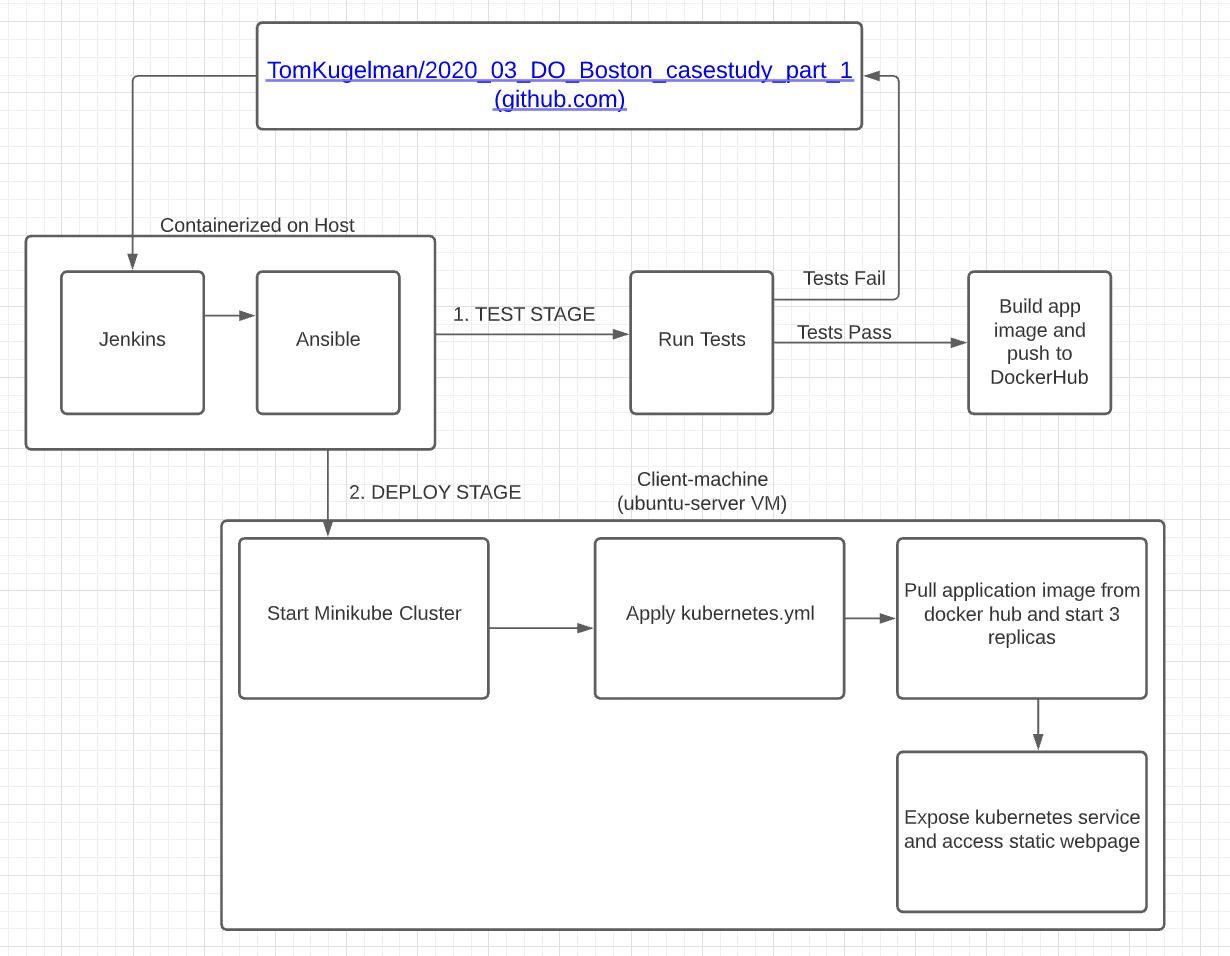 TomKugelman/2020_03_DO_Boston_casestudy_part_1
(github.com)
Containerized on Host
Jenkins
Ansible
1. TEST STAGE
Run Tests
Tests Fail
Tests Pass
Build app
image and
push to
DockerHub
2. DEPLOY STAGE
Client-machine
(ubuntu-server VM)
Start Minikube Cluster
Apply kubernetes.yml
Pull application image from
docker hub and start 3
replicas
Expose kubernetes service
and access static webpage